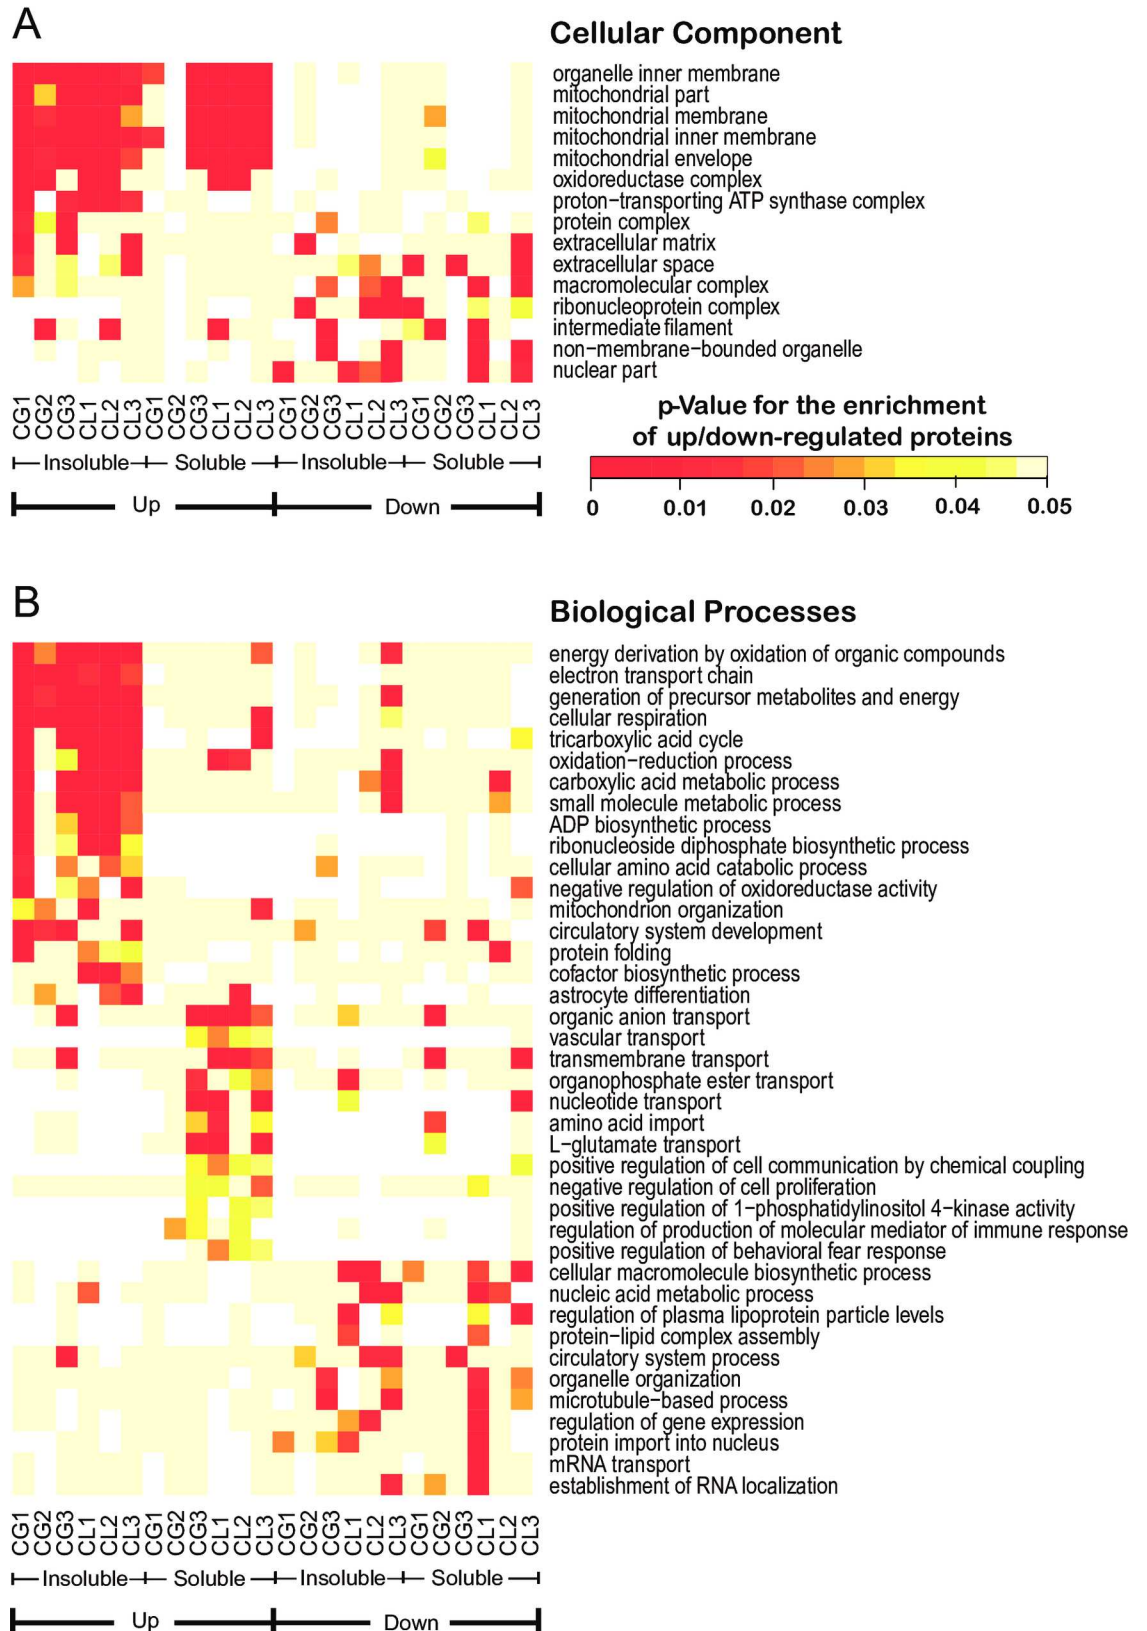 A
Cellular Component
organelle inner membrane
mitochondrial part
mitochondrial membrane
mitochondrial inner membrane
mitochondrial envelope
oxidoreductase complex
proton−transporting ATP synthase complex
protein complex
extracellular matrix
extracellular space
macromolecular complex
ribonucleoprotein complex
intermediate filament
non−membrane−bounded organelle
nuclear part
CG1 CG2 CG3 CL1 CL2 CL3 CG1 CG2 CG3 CL1 CL2 CL3 CG1 CG2 CG3 CL1 CL2 CL3 CG1 CG2 CG3 CL1 CL2 CL3
Insoluble Soluble Insoluble Soluble
Up Down
p-Value for the enrichment
of up/down-regulated proteins
0 0.01 0.02 0.03 0.04 0.05
B
Biological Processes
energy derivation by oxidation of organic compounds
electron transport chain
generation of precursor metabolites and energy
cellular respiration
tricarboxylic acid cycle
oxidation−reduction process
carboxylic acid metabolic process
small molecule metabolic process
ADP biosynthetic process
ribonucleoside diphosphate biosynthetic process
cellular amino acid catabolic process
negative regulation of oxidoreductase activity
mitochondrion organization
circulatory system development
protein folding
cofactor biosynthetic process
astrocyte differentiation
organic anion transport
vascular transport
transmembrane transport
organophosphate ester transport
nucleotide transport
amino acid import
L−glutamate transport
positive regulation of cell communication by chemical coupling
negative regulation of cell proliferation
positive regulation of 1−phosphatidylinositol 4−kinase activity
regulation of production of molecular mediator of immune response
positive regulation of behavioral fear response
cellular macromolecule biosynthetic process
nucleic acid metabolic process
regulation of plasma lipoprotein particle levels
protein−lipid complex assembly
circulatory system process
organelle organization
microtubule−based process
regulation of gene expression
protein import into nucleus
mRNA transport
establishment of RNA localization
CG1 CG2 CG3 CL1 CL2 CL3 CG1 CG2 CG3 CL1 CL2 CL3 CG1 CG2 CG3 CL1 CL2 CL3 CG1 CG2 CG3 CL1 CL2 CL3
Insoluble Soluble Insoluble Soluble
Up Down